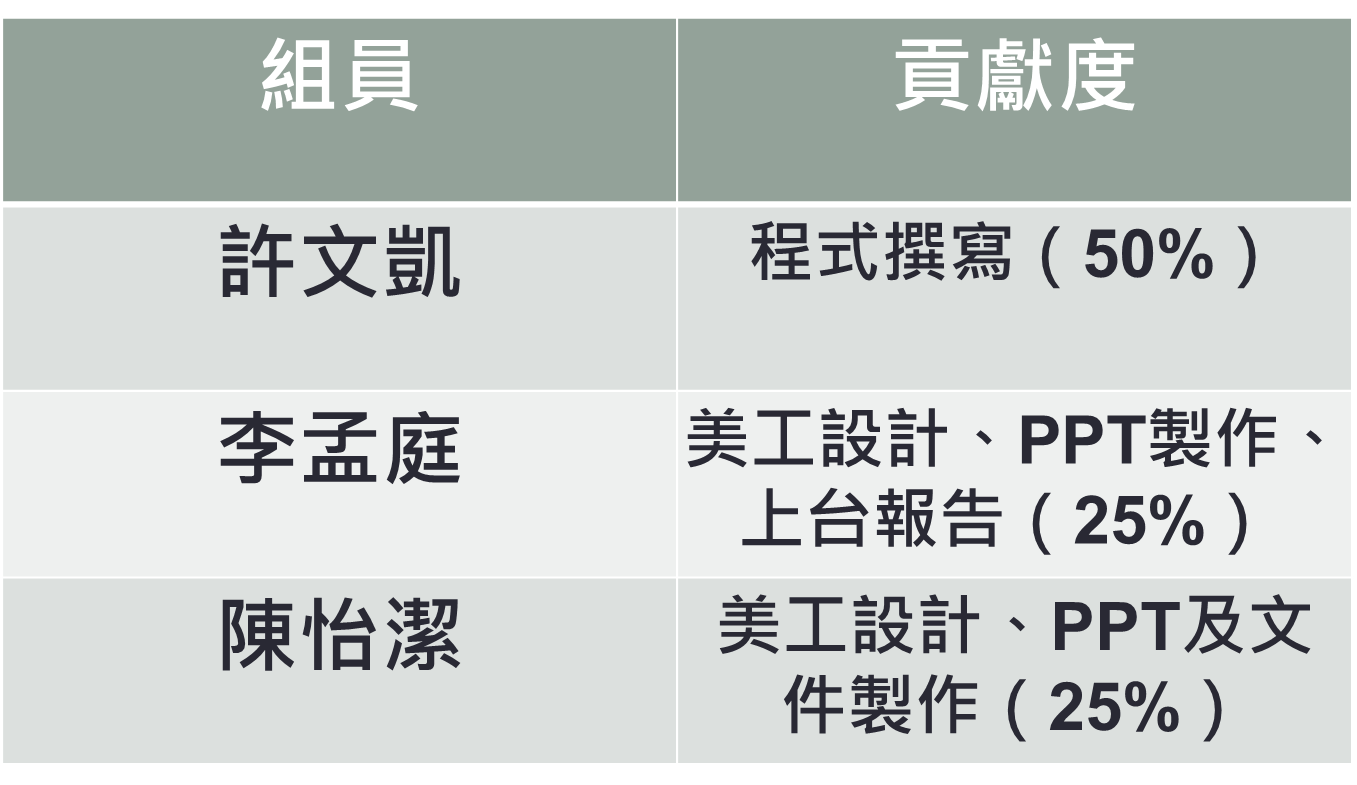 組員
貢獻度
許文凱
程式撰寫（50%）
李孟庭
美工設計、PPT製作、
上台報告（25%）
陳怡潔
美工設計、PPT及文
件製作（25%）